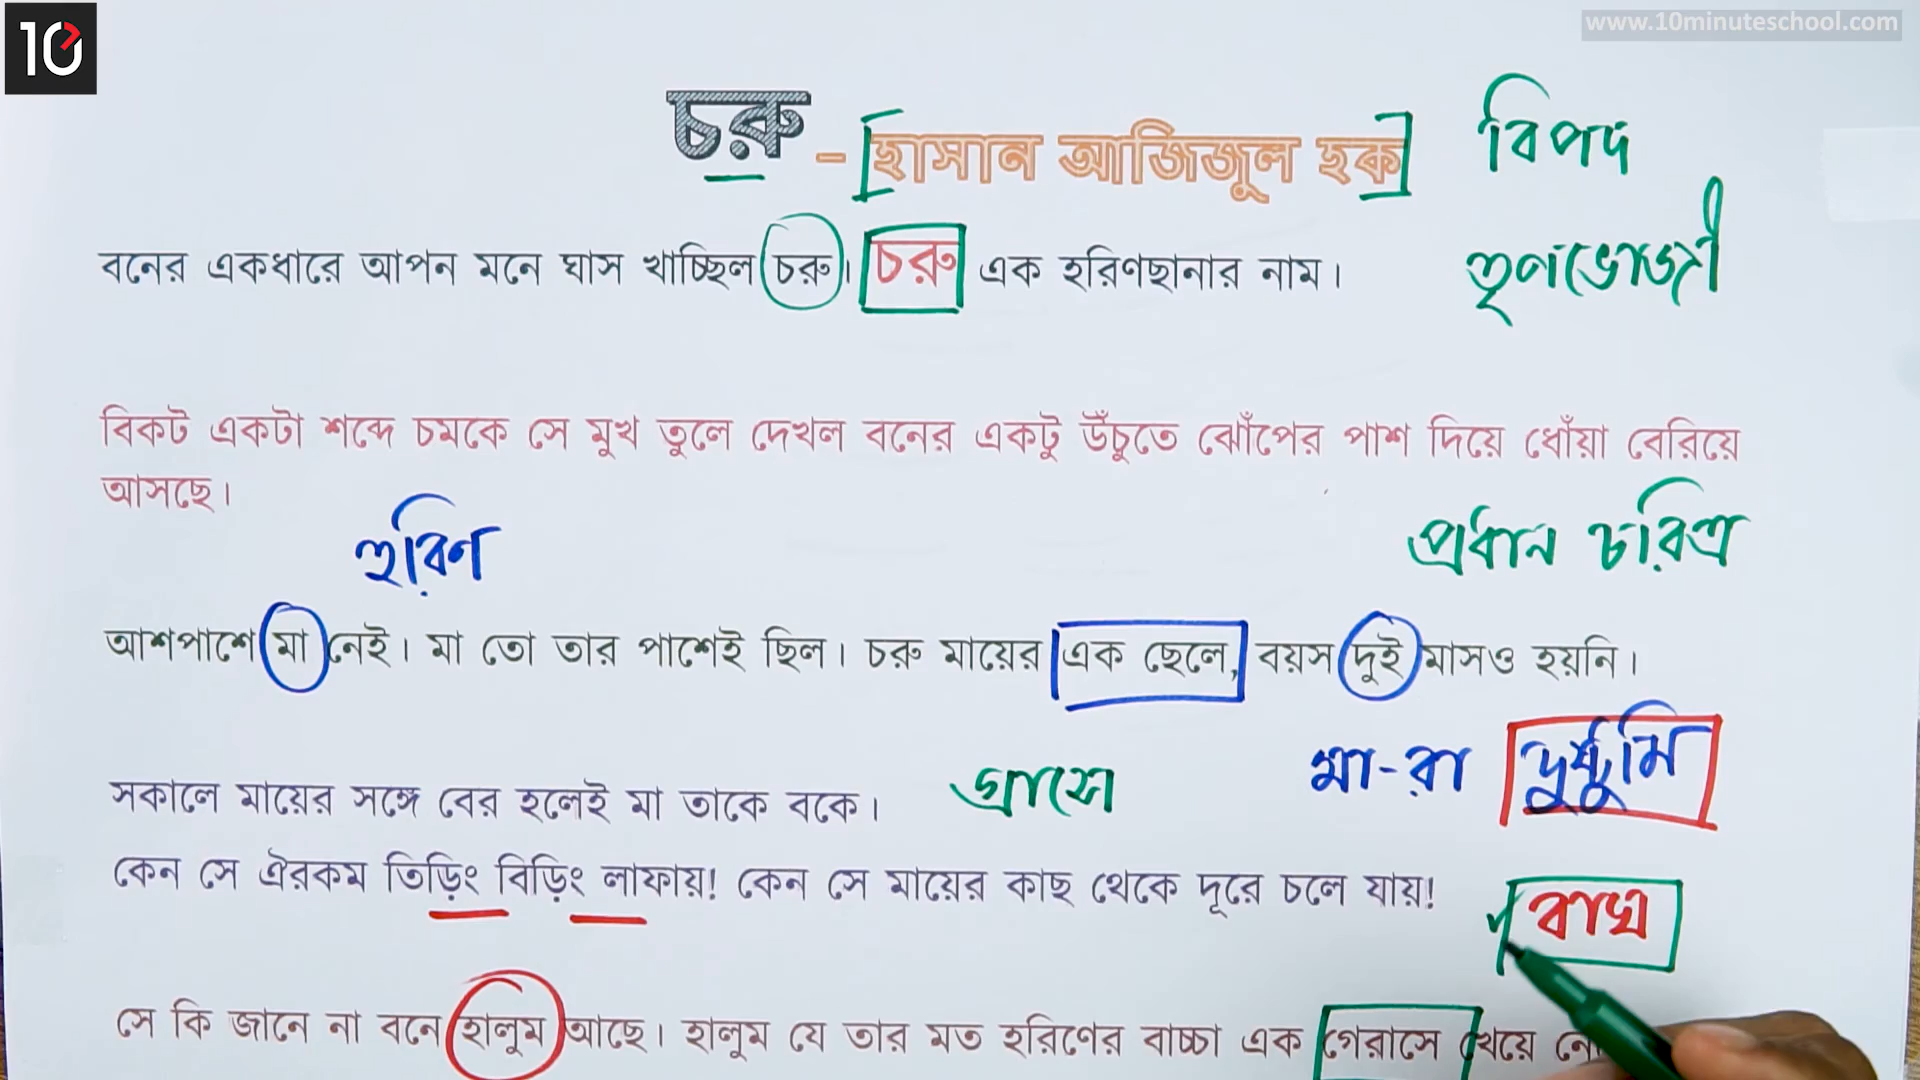 10
www.10minuteschool.com
চরু - [হাসান আজিজুল হক]
বিপদ
বনের একধারে আপন মনে ঘাস খাচ্ছিল চরু। চরু এক হরিণছানার নাম।
তৃণভোজী
বিকট একটা শব্দে চমকে সে মুখ তুলে দেখল বনের একটু উঁচুতে ঝোঁপের পাশ দিয়ে ধোঁয়া বেরিয়ে
আসছে।
হরিণ
প্রধান চরিত্র
আশপাশে মা নেই। মা তো তার পাশেই ছিল। চরু মায়ের এক ছেলে, বয়স দুই মাসও হয়নি।
মা-রা দুষ্টুমি
সকালে মায়ের সঙ্গে বের হলেই মা তাকে বকে।
গ্রাসে
কেন সে ঐরকম তিড়িং বিড়িং লাফায়! কেন সে মায়ের কাছ থেকে দূরে চলে যায়!
বাঘ
সে কি জানে না বনে হালুম আছে। হালুম যে তার মত হরিণের বাচ্চা এক গেরাসে খেয়ে